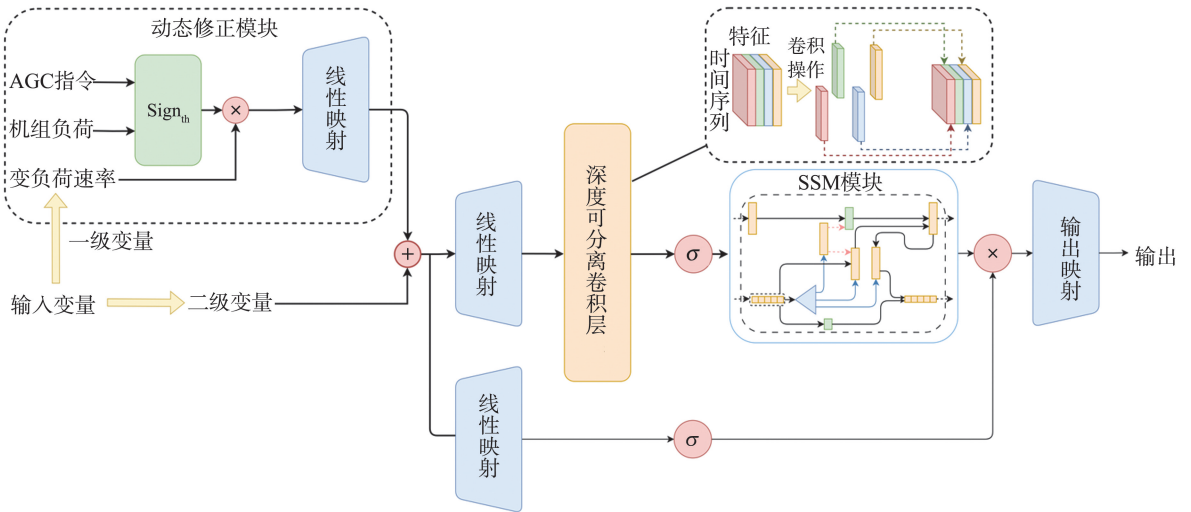 动态修正模块
AGC指令
机组负荷
变负荷速率
Sign_th
×
线性映射
一级变量
输入变量
二级变量
+
线性映射
线性映射
深度可分离卷积层
特征
时间序列
卷积
操作
σ
σ
SSM模块
×
输出映射
输出